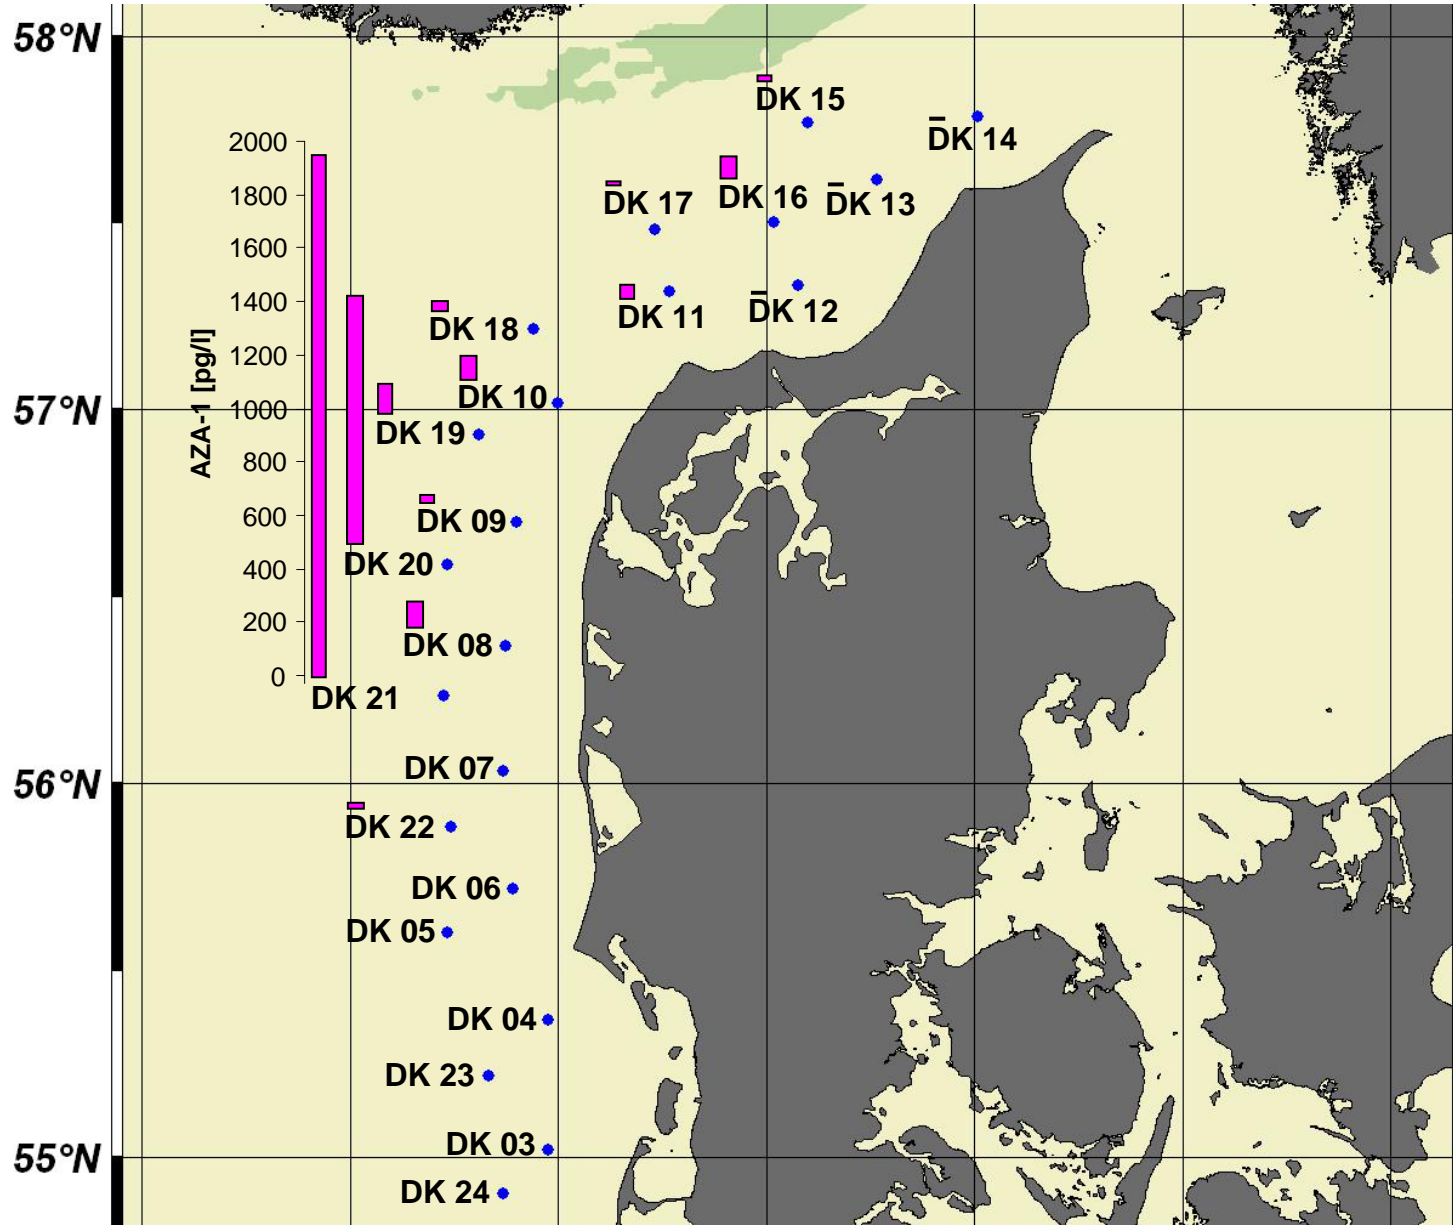 58°N
DK 15
DK 14
2000
1800
DK 16
DK 13
DK 17
1600
1400
DK 11
DK 12
DK 18
1200
AZA-1 [pg/l]
DK 10
57°N
1000
DK 19
800
600
DK 09
400
DK 20
200
DK 08
0
DK 21
DK 07
56°N
DK 22
DK 06
DK 05
DK 04
DK 23
DK 03
55°N
DK 24